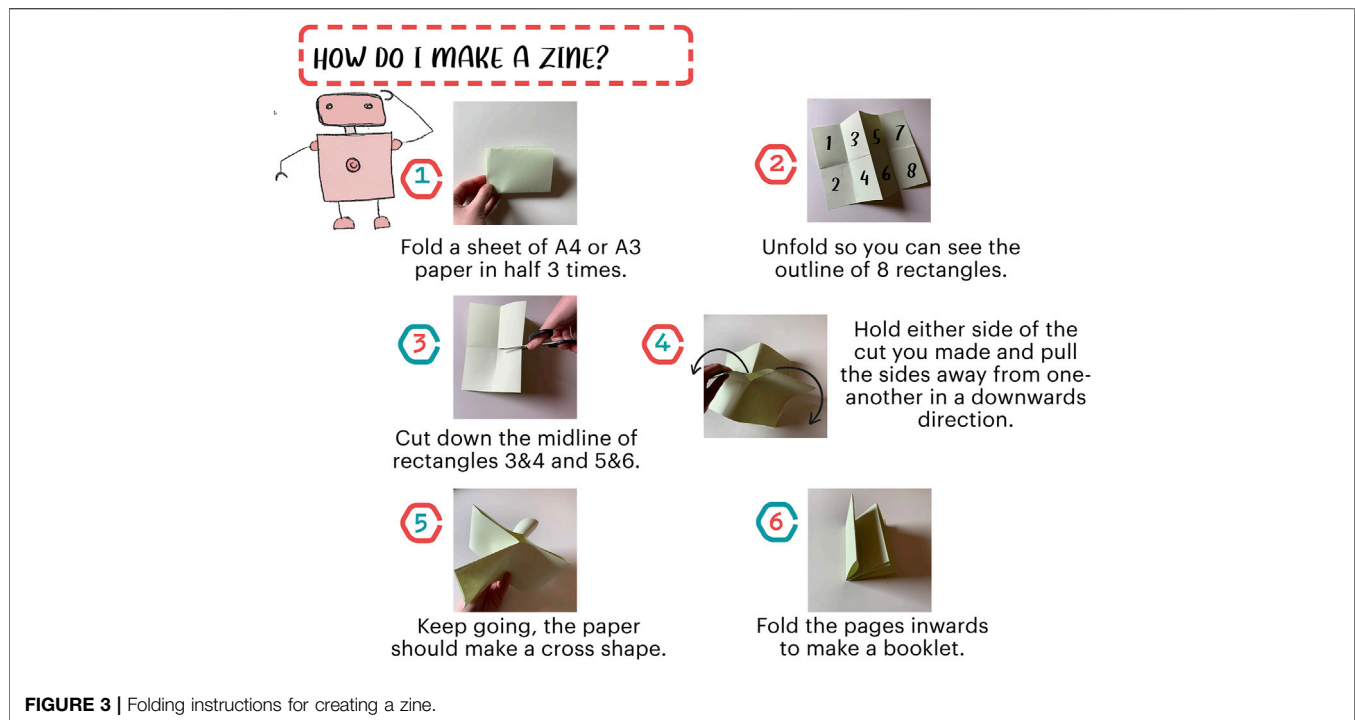 HOW DO I MAKE A ZINE?
1
Fold a sheet of A4 or A3
paper in half 3 times.
2
1 3 5 7
2 4 6 8
Unfold so you can see the
outline of 8 rectangles.
3
Cut down the midline of
rectangles 3&4 and 5&6.
4
Hold either side of the
cut you made and pull
the sides away from one-
another in a downwards
direction.
5
Keep going, the paper
should make a cross shape.
6
Fold the pages inwards
to make a booklet.
FIGURE 3 | Folding instructions for creating a zine.